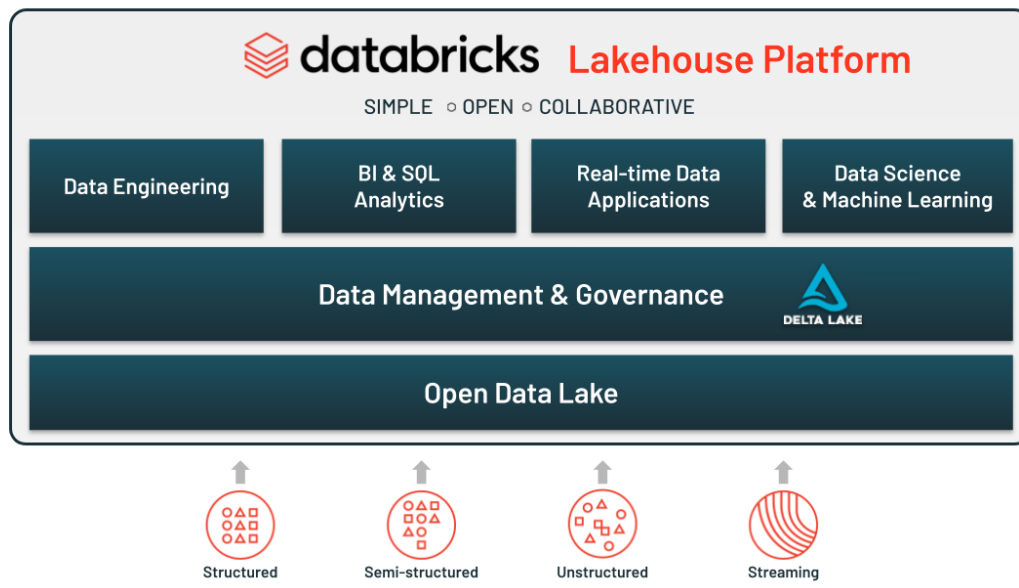 databricks Lakehouse Platform
SIMPLE ○ OPEN ○ COLLABORATIVE
Data Engineering
BI & SQL
Analytics
Real-time Data
Applications
Data Science
& Machine Learning
Data Management & Governance
DELTA LAKE
Open Data Lake
Structured
Semi-structured
Unstructured
Streaming